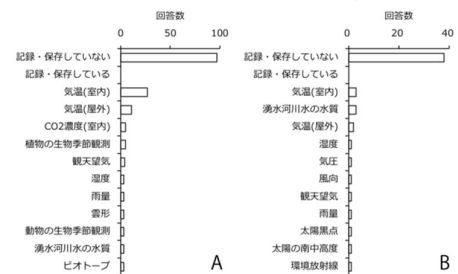 回答数
0 50 100
記録・保存していない
記録・保存している
気温(室内)
気温(屋外)
CO2濃度(室内)
植物の生物季節観測
観天望気
湿度
雨量
雲形
動物の生物季節観測
湧水河川水の水質
ビオトープ
A
回答数
0 20 40
記録・保存していない
記録・保存している
気温(室内)
湧水河川水の水質
気温(屋外)
湿度
気圧
風向
観天望気
雨量
太陽黒点
太陽の南中高度
環境放射線
B